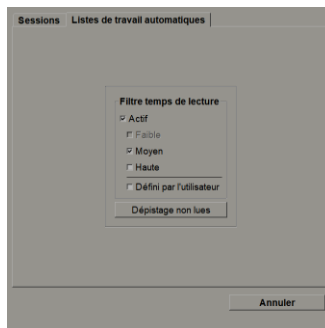 Sessions Listes de travail automatiques
Filtre temps de lecture
Actif
Faible
Moyen
Haute
Défini par l'utilisateur
Dépistage non lues
Annuler